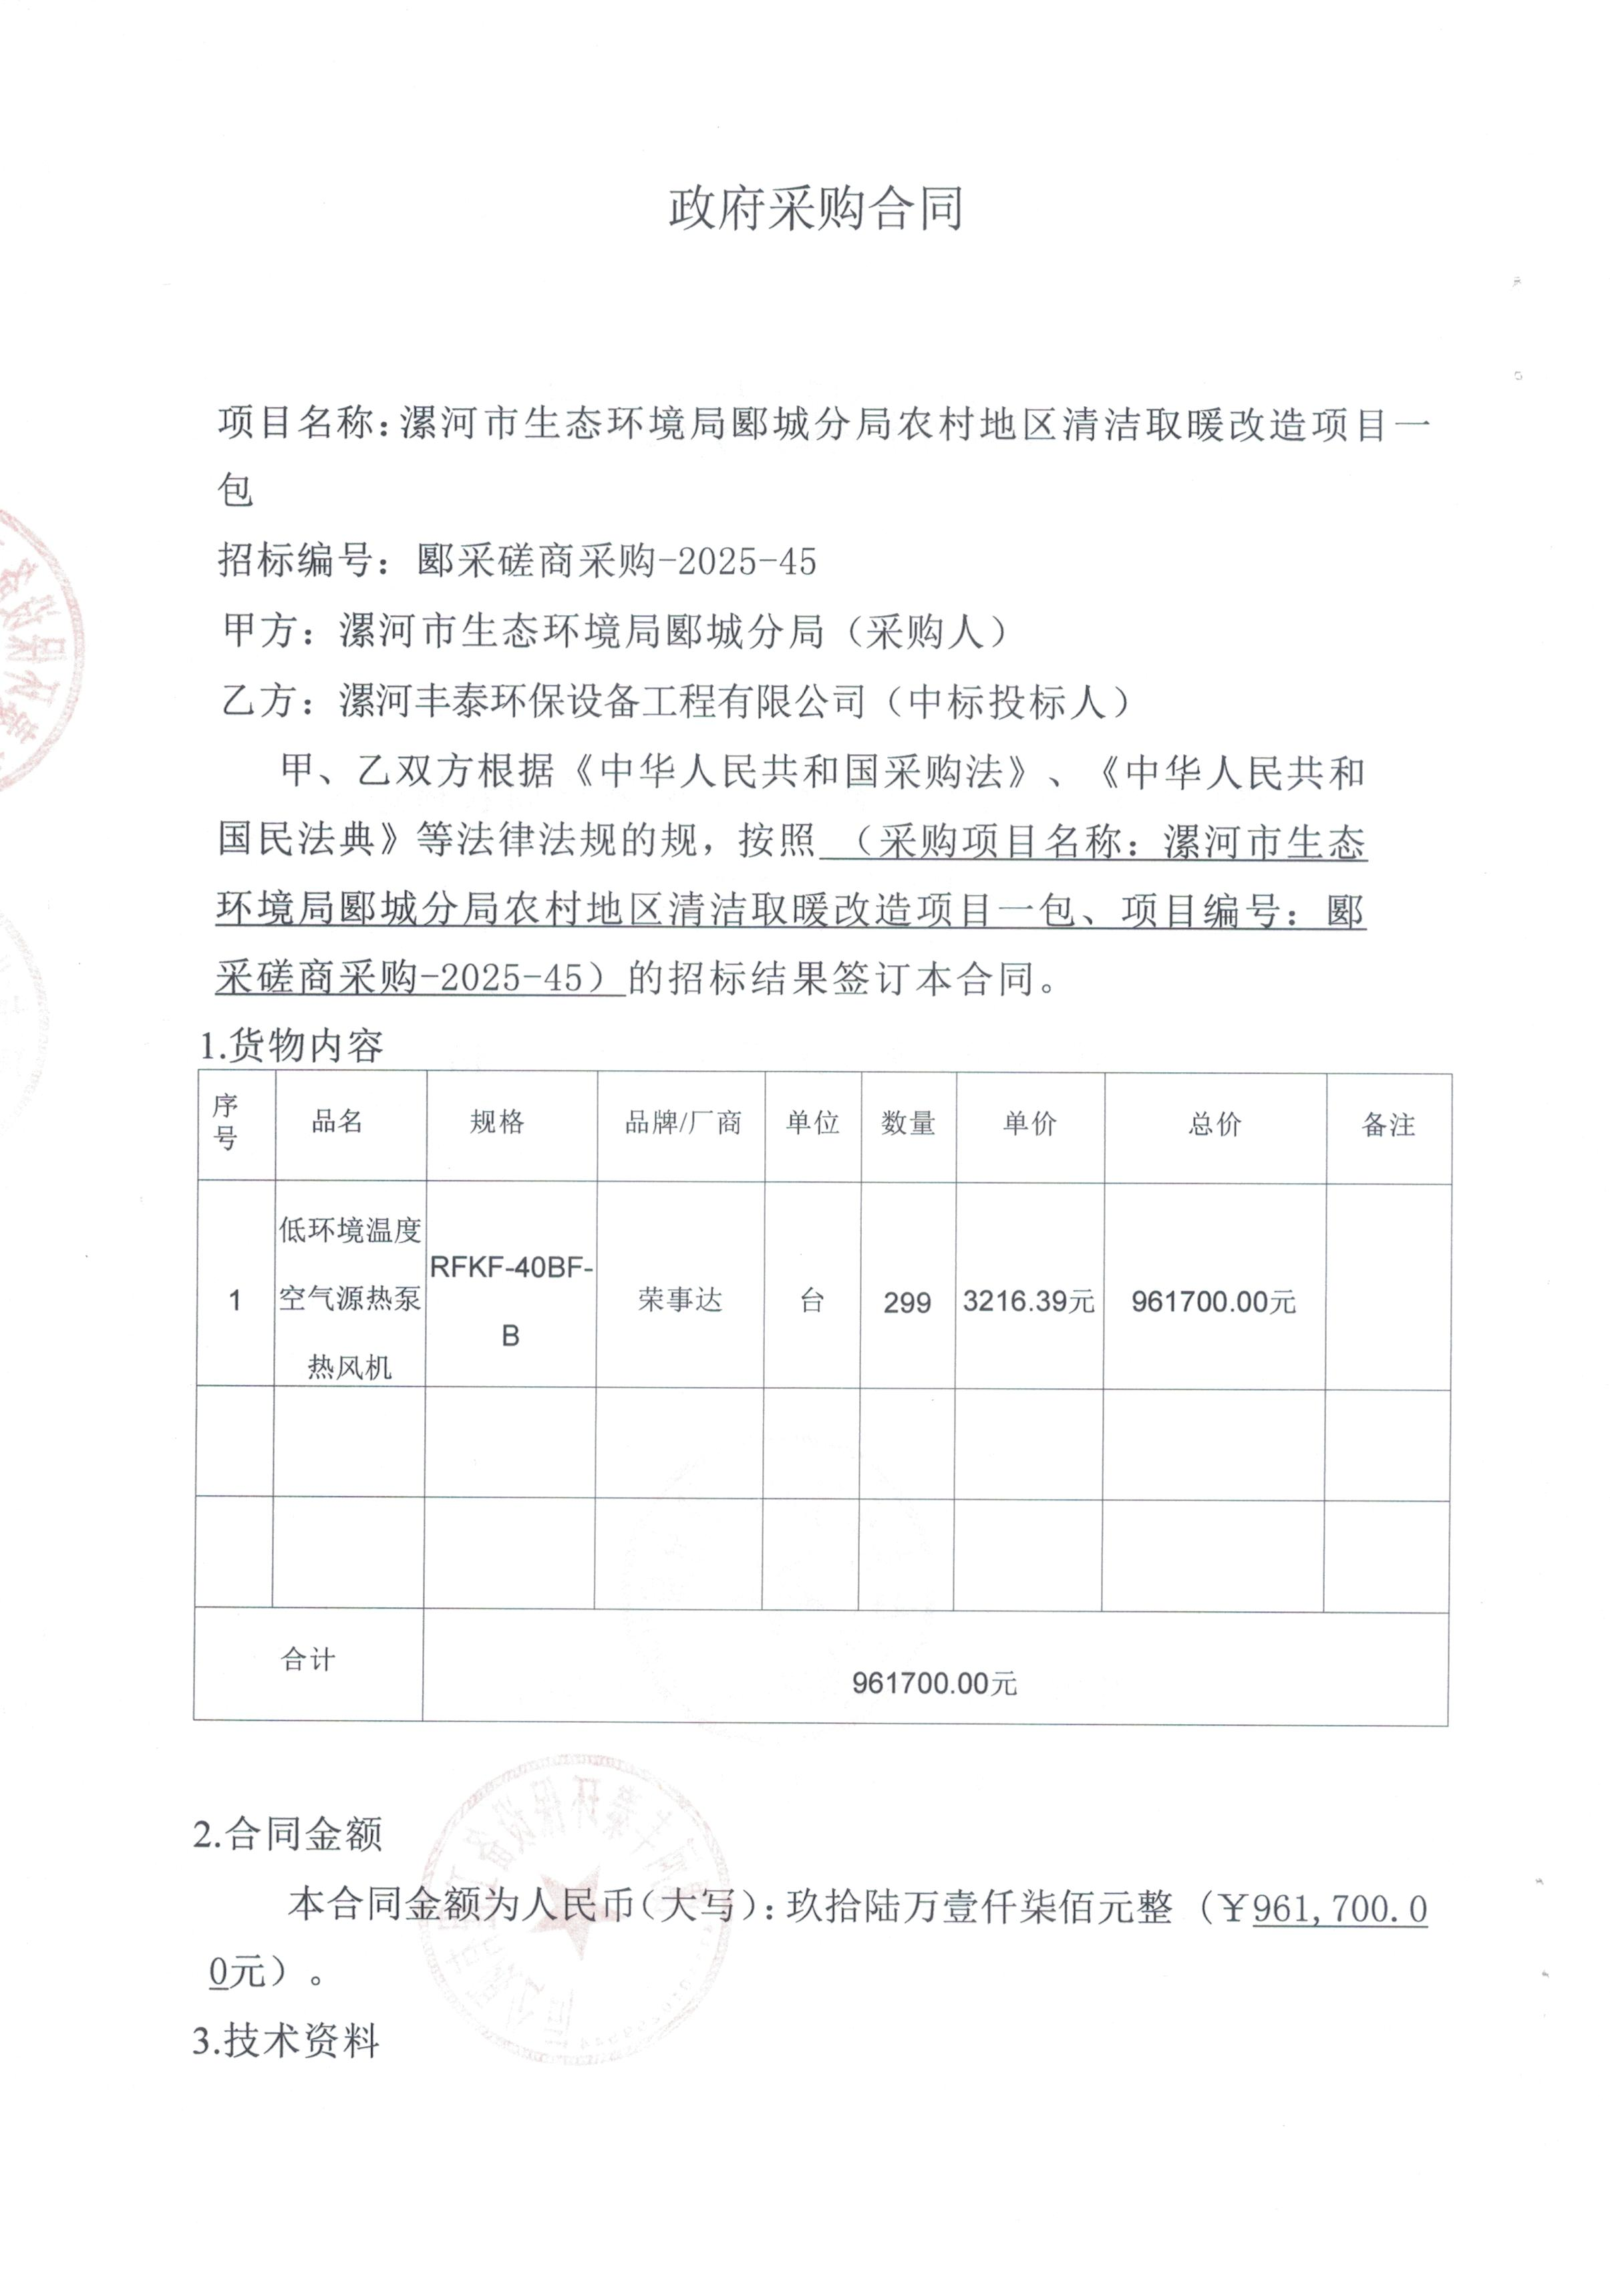 政府采购合同
项目名称:漯河市生态环境局郾城分局农村地区清洁取暖改造项目一
包
招标编号：郾采磋商采购-2025-45
甲方：漯河市生态环境局郾城分局（采购人）
乙方：漯河丰泰环保设备工程有限公司（中标投标人）
甲、乙双方根据《中华人民共和国采购法》、《中华人民共和
国民法典》等法律法规的规，按照 （采购项目名称：漯河市生态
环境局郾城分局农村地区清洁取暖改造项目一包、项目编号：郾
采磋商采购-2025-45）的招标结果签订本合同。
1.货物内容
序号 品名 规格 品牌/厂商 单位 数量 单价 总价 备注
1 低环境温度空气源热泵热风机 RFKF-40BF-B 荣事达 台 299 3216.39元 961700.00元
合计 961700.00元
2.合同金额
本合同金额为人民币(大写):玖拾陆万壹仟柒佰元整（¥961,700.0
0元）。
3.技术资料